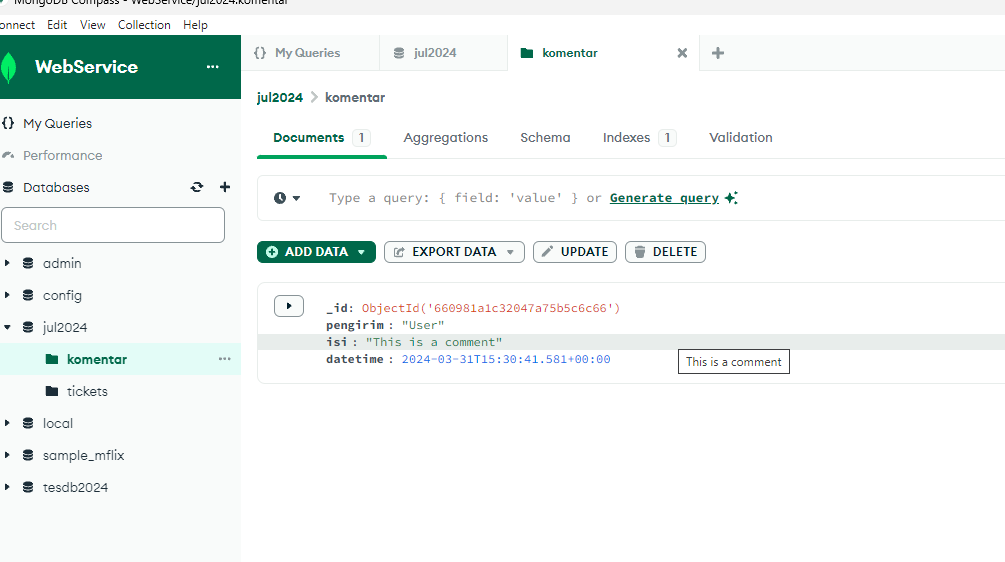 MongoDB Compass - WebService/jul2024.komentar
onnect Edit View Collection Help
WebService
My Queries
jul2024
komentar
jul2024 > komentar
My Queries
Performance
Databases
Search
admin
config
jul2024
komentar
tickets
local
sample_mflix
tesdb2024
Documents 1 Aggregations Schema Indexes 1 Validation
Type a query: { field: 'value' } or Generate query
ADD DATA EXPORT DATA UPDATE DELETE
_id: ObjectId('660981a1c32047a75b5c6c66')
pengirim : "User"
isi : "This is a comment"
datetime : 2024-03-31T15:30:41.581+00:00
This is a comment